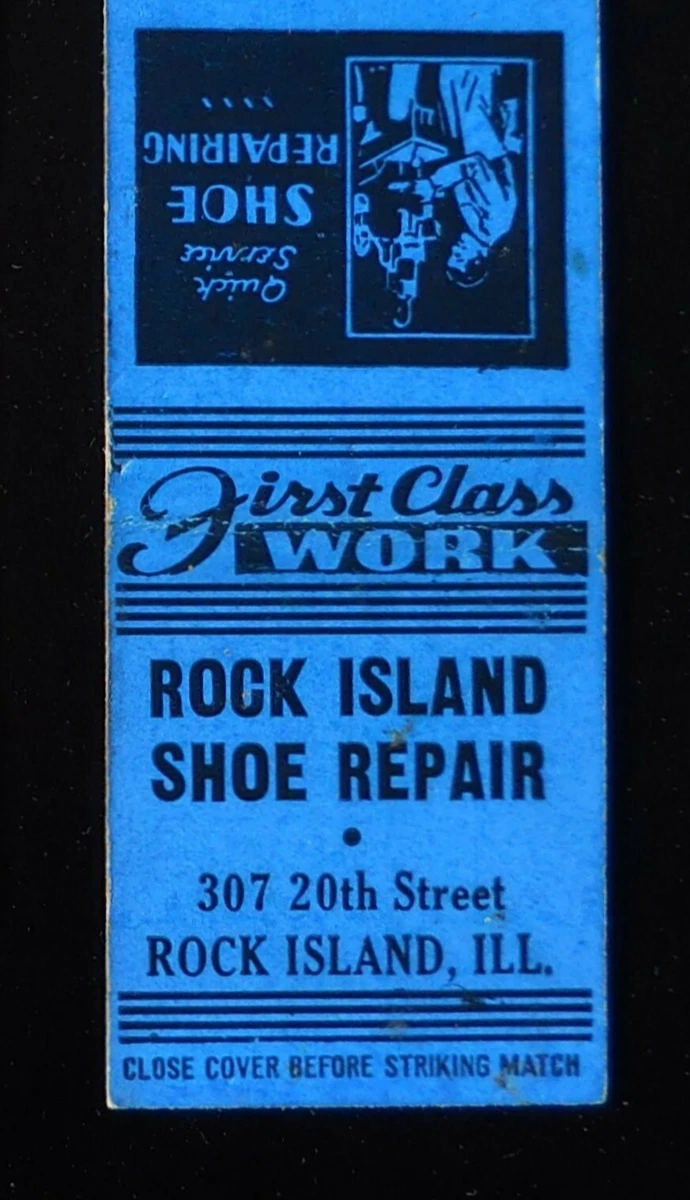 Quick
Service
SHOE
REPAIRING
First Class
WORK
ROCK ISLAND
SHOE REPAIR
•
307 20th Street
ROCK ISLAND, ILL.
CLOSE COVER BEFORE STRIKING MATCH